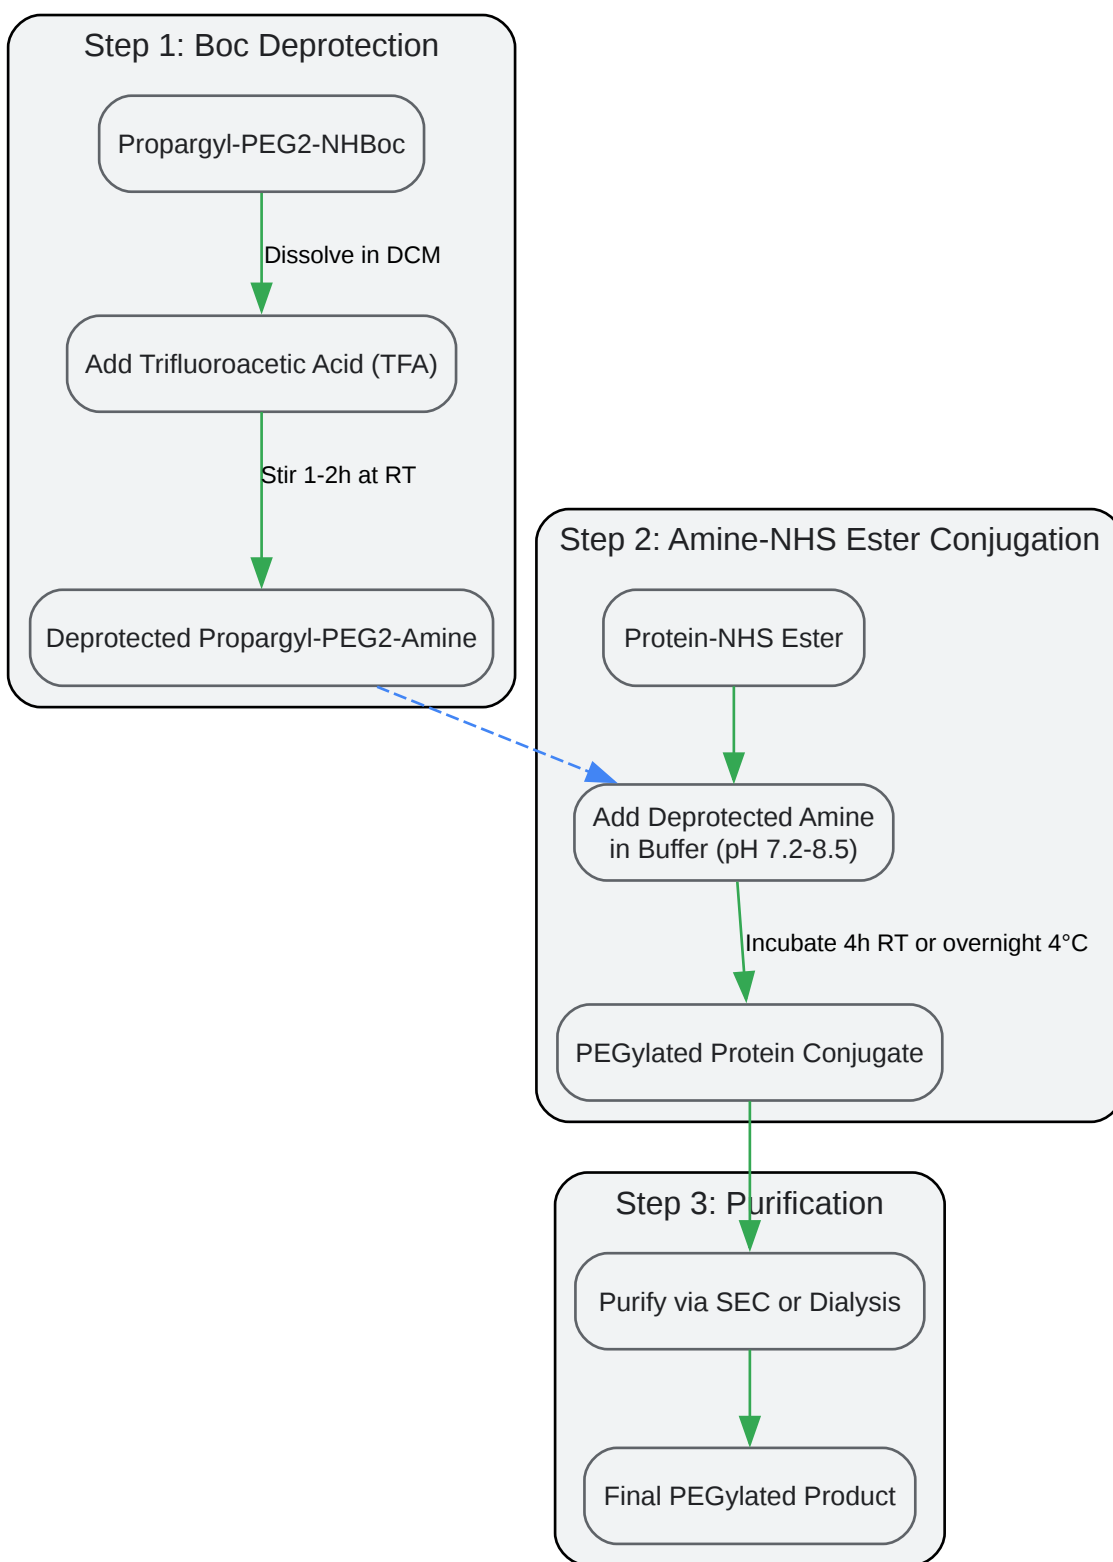 Step 1: Boc Deprotection
Propargyl-PEG2-NHBoc
Dissolve in DCM
Add Trifluoroacetic Acid (TFA)
Stir 1-2h at RT
Deprotected Propargyl-PEG2-Amine
Step 2: Amine-NHS Ester Conjugation
Protein-NHS Ester
Add Deprotected Amine
in Buffer (pH 7.2-8.5)
Incubate 4h RT or overnight 4°C
PEGylated Protein Conjugate
Step 3: Purification
Purify via SEC or Dialysis
Final PEGylated Product